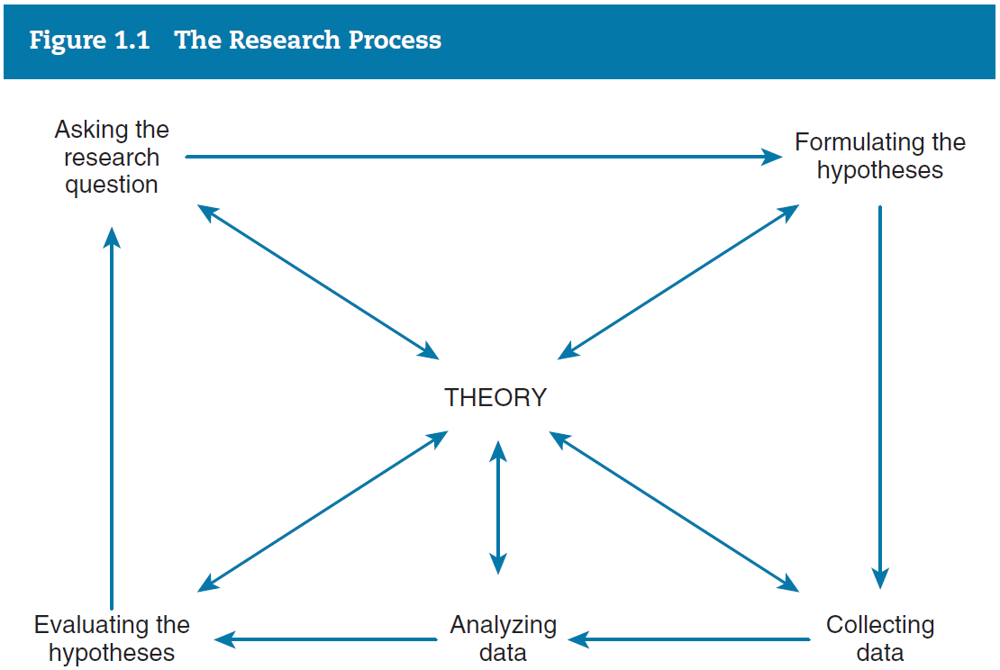 Figure 1.1 The Research Process
Asking the
research
question
Formulating the
hypotheses
THEORY
Evaluating the
hypotheses
Analyzing
data
Collecting
data